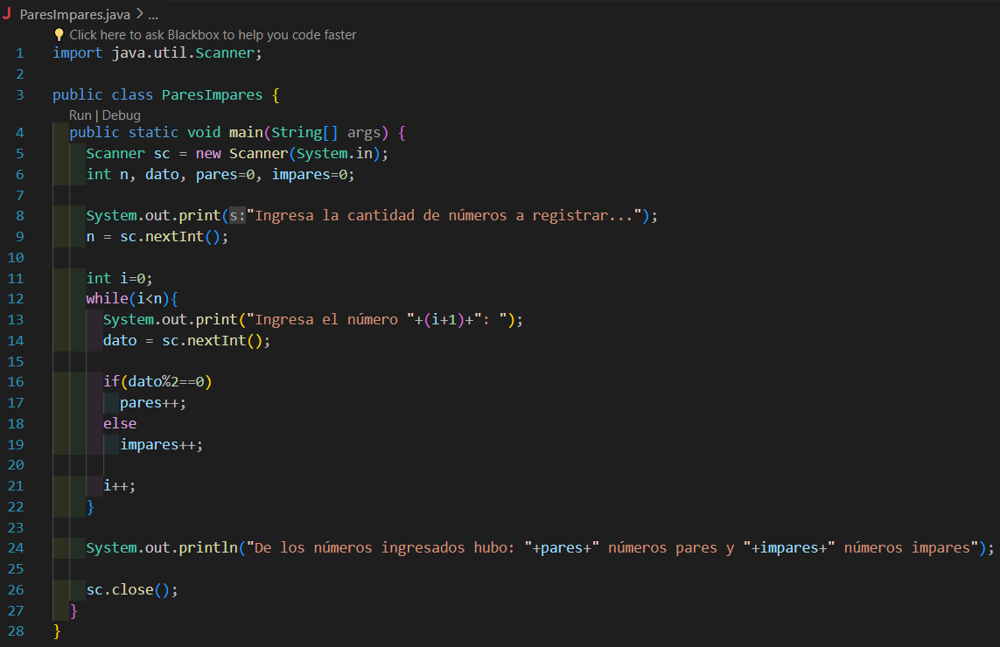 J ParesImpares.java > ...
Click here to ask Blackbox to help you code faster
1 import java.util.Scanner;
2
3 public class ParesImpares {
Run | Debug
4 public static void main(String[] args) {
5 Scanner sc = new Scanner(System.in);
6 int n, dato, pares=0, impares=0;
7
8 System.out.print(s:"Ingresa la cantidad de números a registrar...");
9 n = sc.nextInt();
10
11 int i=0;
12 while(i<n){
13 System.out.print("Ingresa el número "+(i+1)+": ");
14 dato = sc.nextInt();
15
16 if(dato%2==0)
17 pares++;
18 else
19 impares++;
20
21 i++;
22 }
23
24 System.out.println("De los números ingresados hubo: "+pares+" números pares y "+impares+" números impares");
25
26 sc.close();
27 }
28 }